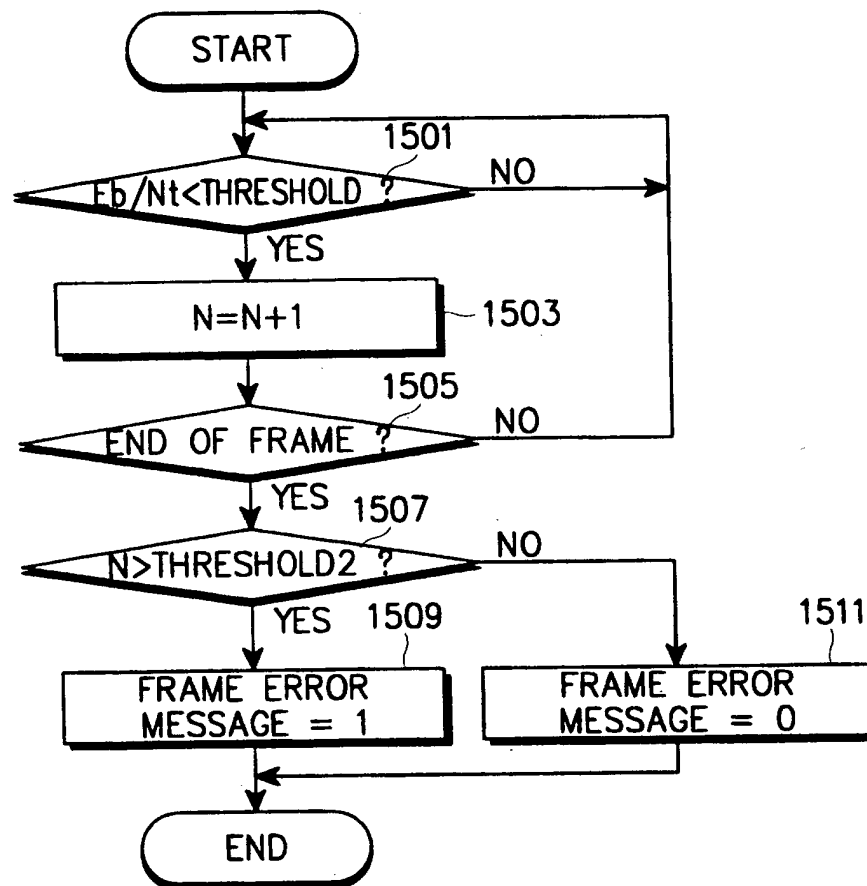 START
1501
Eb/Nt<THRESHOLD ?
NO
YES
N=N+1
1503
1505
END OF FRAME ?
NO
YES
1507
N>THRESHOLD2 ?
NO
YES
1509
1511
FRAME ERROR
MESSAGE = 1
FRAME ERROR
MESSAGE = 0
END